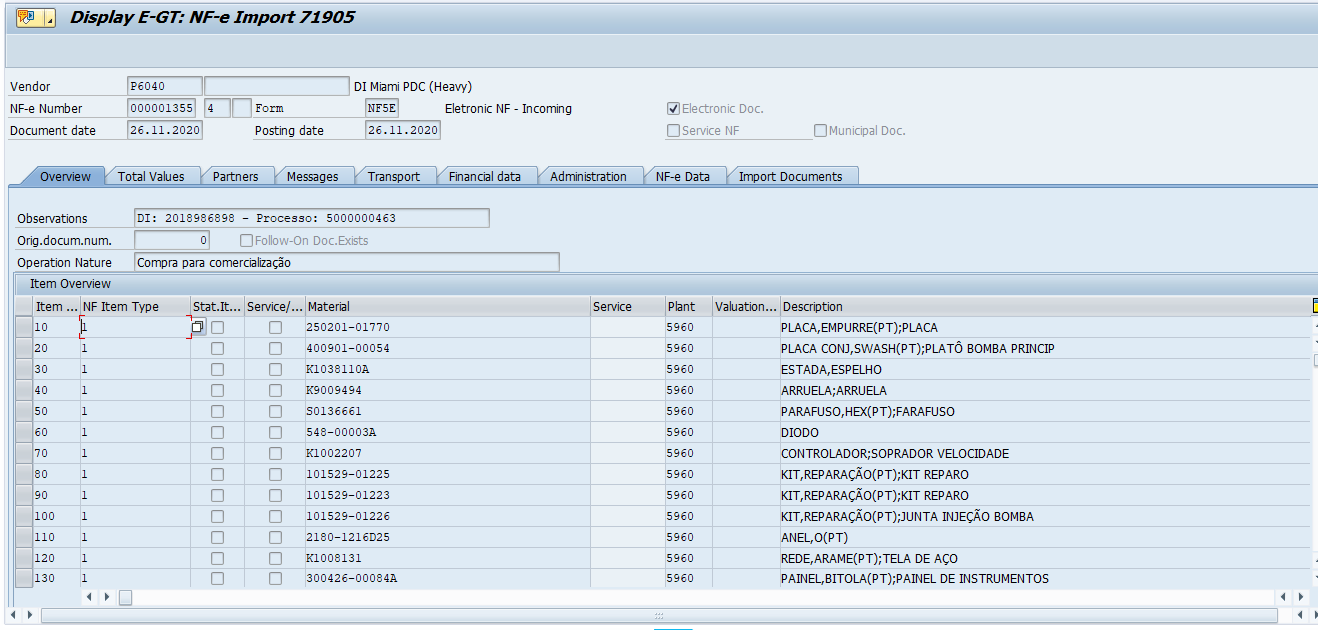 Display E-GT: NF-e Import 71905
Vendor P6040 DI Miami PDC (Heavy)
NF-e Number 000001355 4 Form NF5E Eletronic NF - Incoming Electronic Doc.
Document date 26.11.2020 Posting date 26.11.2020 Service NF Municipal Doc.
Overview Total Values Partners Messages Transport Financial data Administration NF-e Data Import Documents
Observations DI: 2018986898 - Processo: 5000000463
Orig.docum.num. 0 Follow-On Doc.Exists
Operation Nature Compra para comercialização
Item Overview
Item ... NF Item Type Stat.It... Service/... Material Service Plant Valuation... Description
10 1 250201-01770 5960 PLACA,EMPURRE(PT);PLACA
20 1 400901-00054 5960 PLACA CONJ,SWASH(PT);PLATÔ BOMBA PRINCIP
30 1 K1038110A 5960 ESTADA,ESPELHO
40 1 K9009494 5960 ARRUELA;ARRUELA
50 1 S0136661 5960 PARAFUSO,HEX(PT);FARAFUSO
60 1 548-00003A 5960 DIODO
70 1 K1002207 5960 CONTROLADOR;SOPRADOR VELOCIDADE
80 1 101529-01225 5960 KIT,REPARAÇÃO(PT);KIT REPARO
90 1 101529-01223 5960 KIT,REPARAÇÃO(PT);KIT REPARO
100 1 101529-01226 5960 KIT,REPARAÇÃO(PT);JUNTA INJEÇÃO BOMBA
110 1 2180-1216D25 5960 ANEL,O(PT)
120 1 K1008131 5960 REDE,ARAME(PT);TELA DE AÇO
130 1 300426-00084A 5960 PAINEL,BITOLA(PT);PAINEL DE INSTRUMENTOS